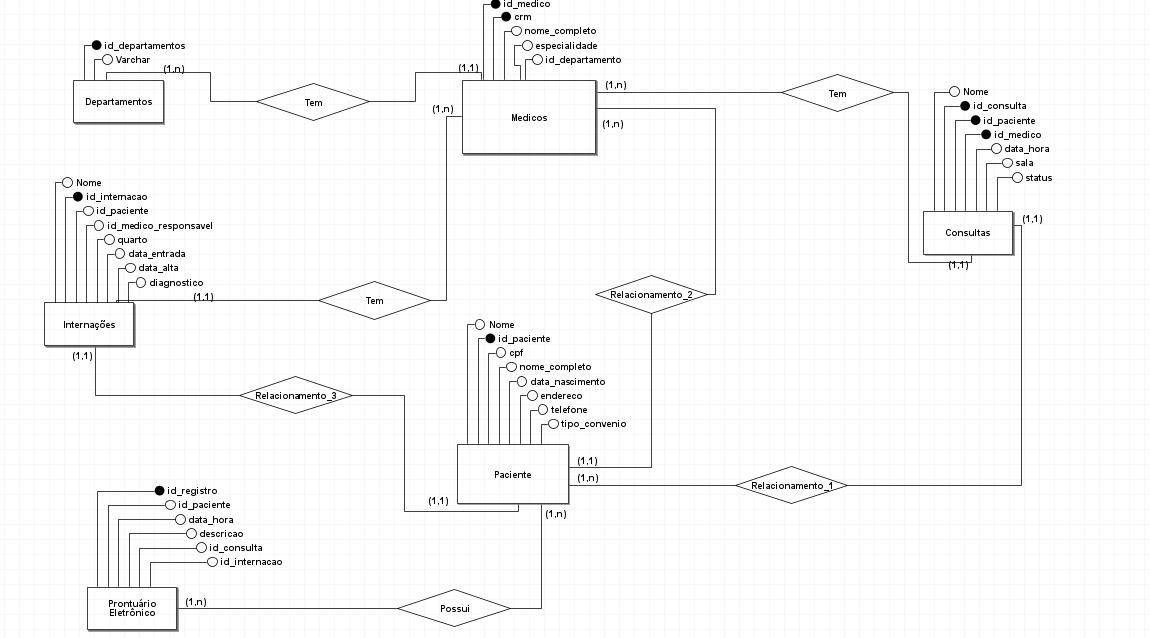 id_medico
crm
nome_completo
especialidade
id_departamento
id_departamentos
Varchar
(1,n)
(1,1)
Departamentos
Tem
(1,n)
Medicos
(1,n)
(1,n)
Tem
Nome
id_consulta
id_paciente
id_medico
data_hora
sala
status
(1,1)
Consultas
(1,1)
Nome
id_internacao
id_paciente
id_medico_responsavel
quarto
data_entrada
data_alta
diagnostico
(1,1)
Tem
Internações
(1,1)
Relacionamento_2
Nome
id_paciente
cpf
nome_completo
data_nascimento
endereco
telefone
tipo_convenio
Relacionamento_3
Paciente
(1,1)
(1,n)
Relacionamento_1
(1,1)
(1,n)
id_registro
id_paciente
data_hora
descricao
id_consulta
id_internacao
Prontuário
Eletrônico
(1,n)
Possui